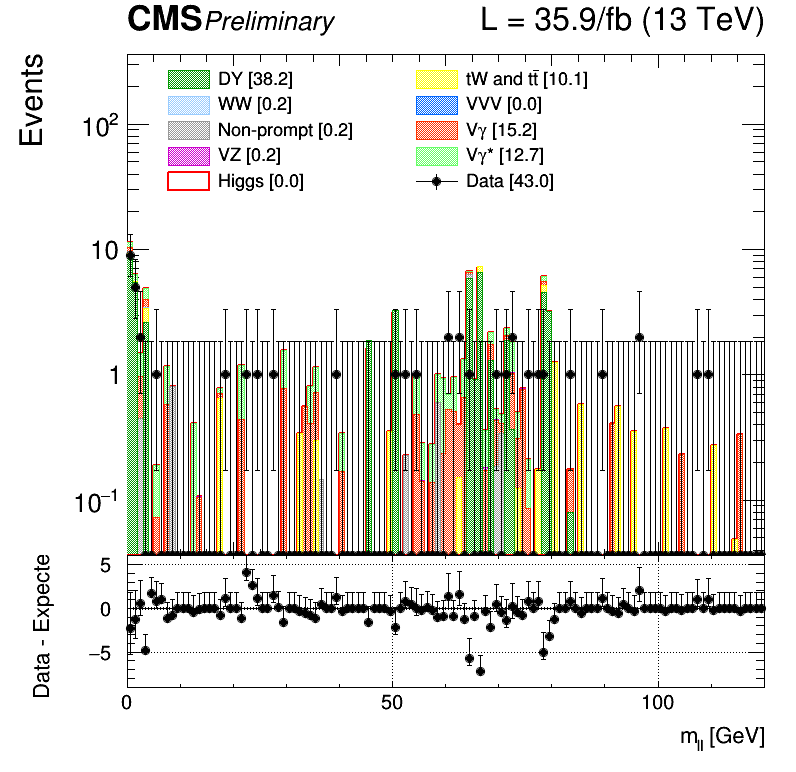 CMS Preliminary L = 35.9/fb (13 TeV)
Events
DY [38.2] tW and tt̄ [10.1]
WW [0.2] VVV [0.0]
Non-prompt [0.2] Vγ [15.2]
VZ [0.2] Vγ* [12.7]
Higgs [0.0] Data [43.0]
10²
10
1
10⁻¹
Data - Expecte
5
0
−5
0 50 100
m_ll [GeV]